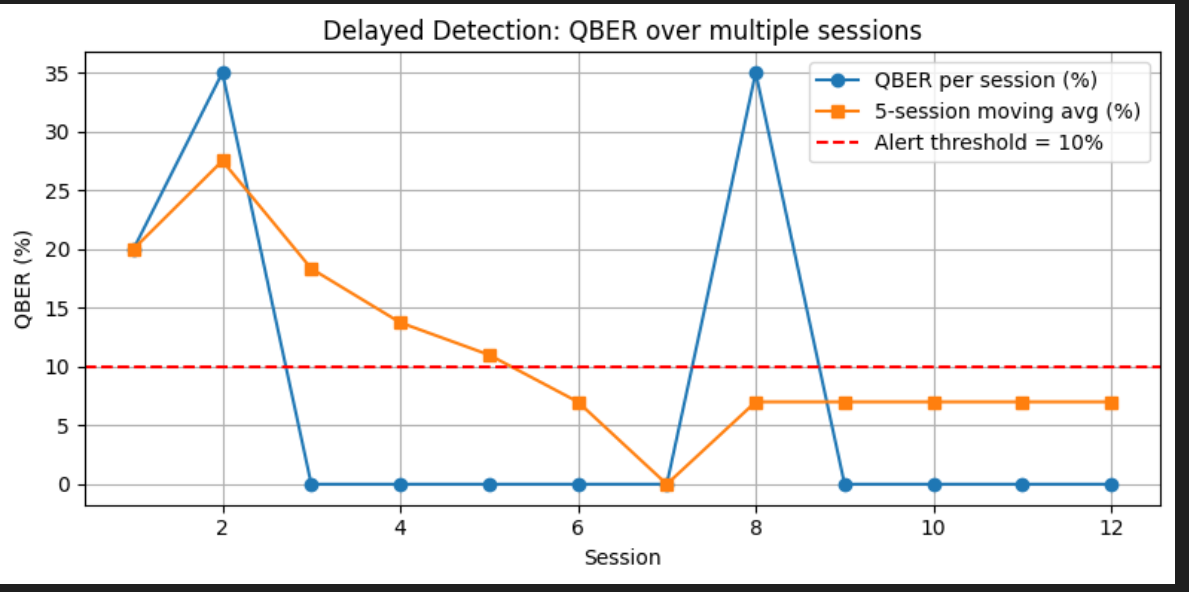 Delayed Detection: QBER over multiple sessions
QBER per session (%)
5-session moving avg (%)
Alert threshold = 10%
QBER (%)
35
30
25
20
15
10
5
0
2 4 6 8 10 12
Session